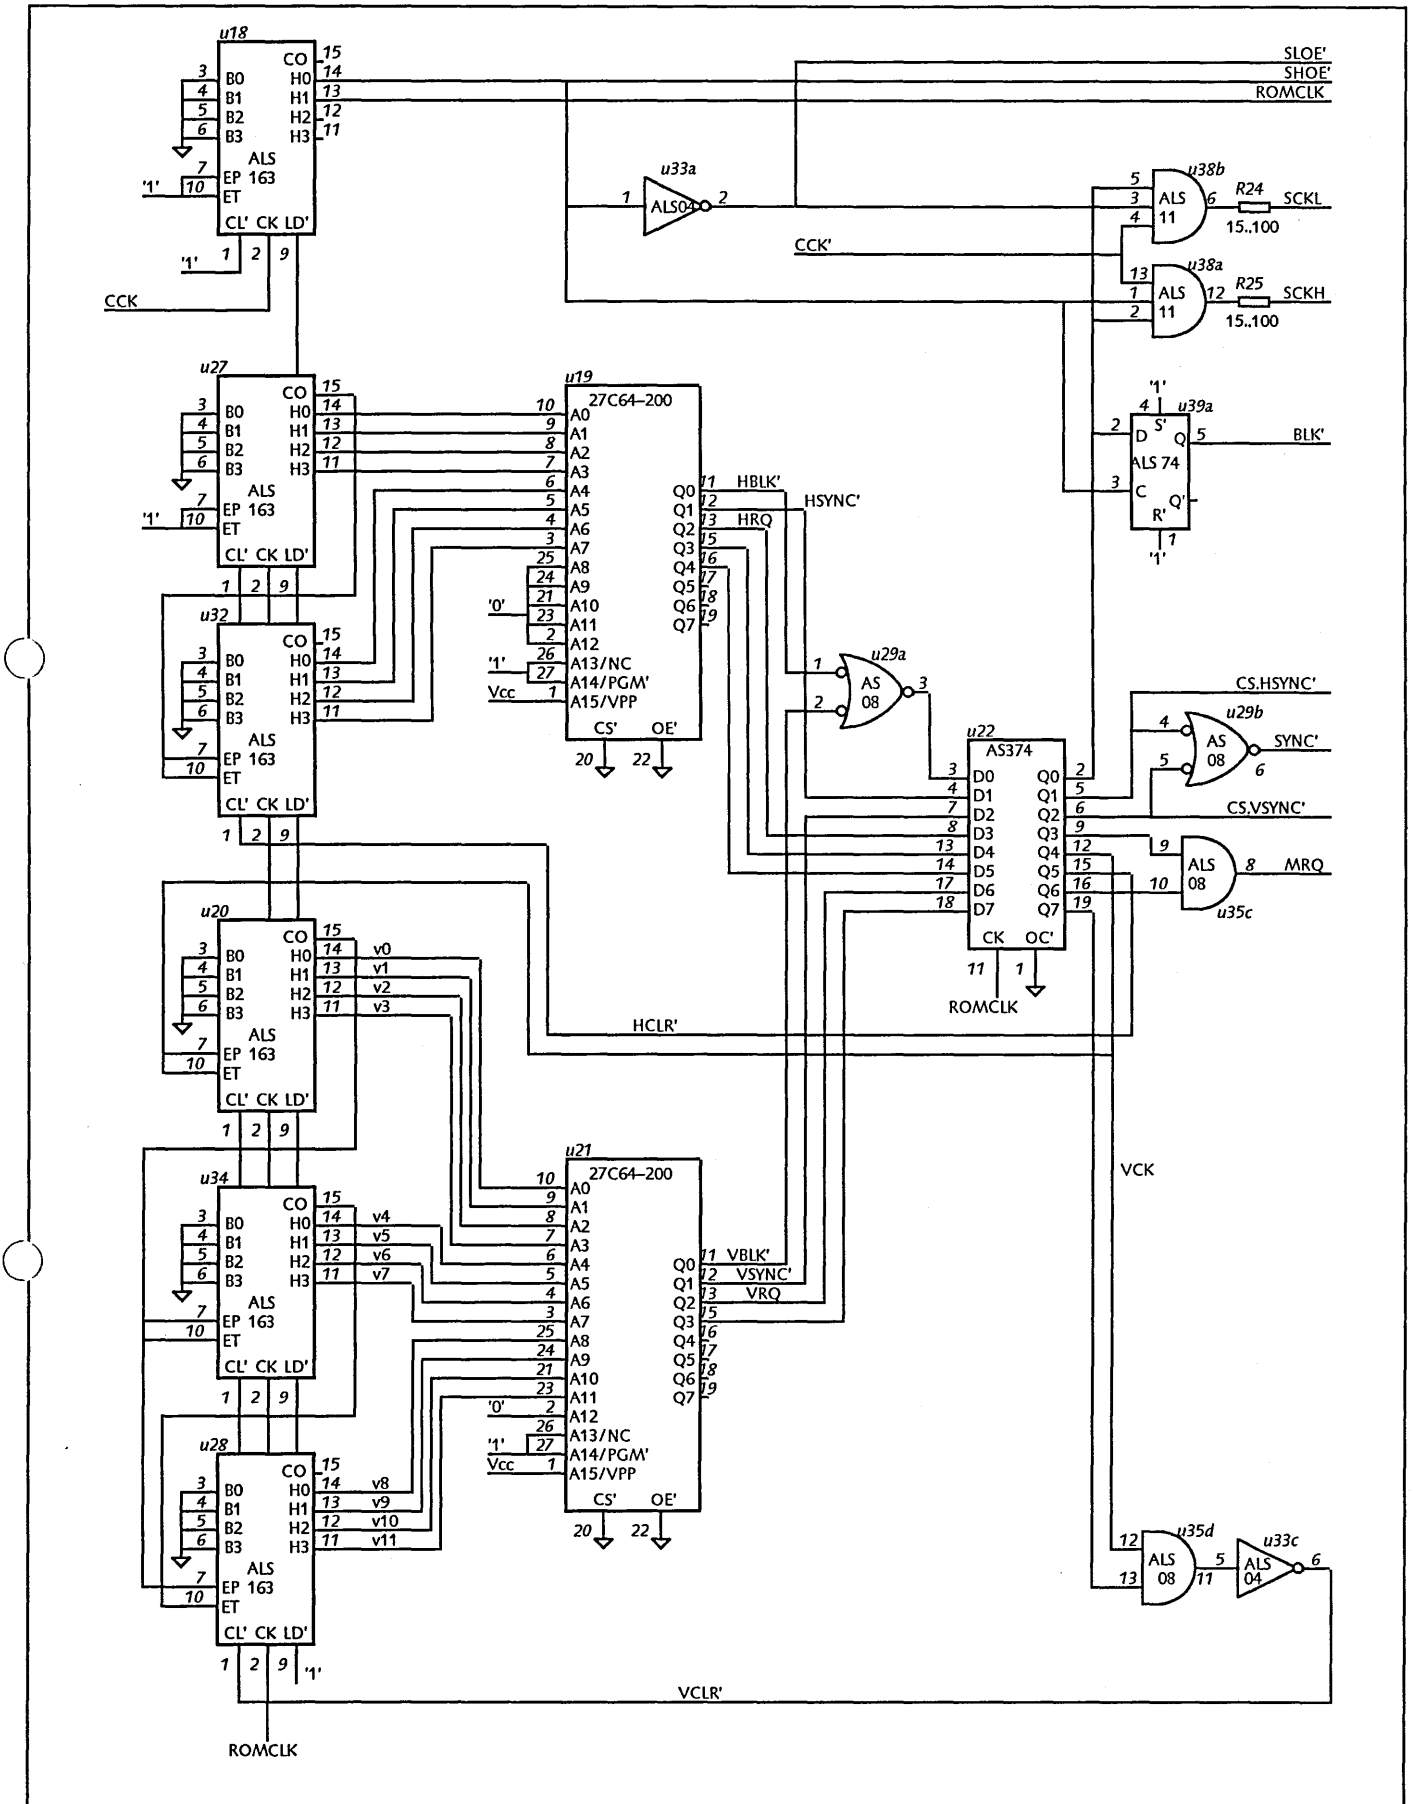 u18
CO 15
3 B0 H0 14
4 B1 H1 13
5 B2 H2 12
6 B3 H3 11
ALS
163
7 EP
'1' 10 ET
CL' CK LD'
1 2 9
'1'
CCK
SLOE'
SHOE'
ROMCLK
u33a
1 ALS04 2
CCK'
u38b
5
3
4
ALS
11
6
R24
15..100
SCKL
u38a
13
1
2
ALS
11
12
R25
15..100
SCKH
'1'
4
u39a
S'
2 D Q 5
BLK'
ALS 74
3 C
Q'
R'
1
'1'
u27
CO 15
3 B0 H0 14
4 B1 H1 13
5 B2 H2 12
6 B3 H3 11
ALS
163
7 EP
'1' 10 ET
CL' CK LD'
1 2 9
u32
CO 15
3 B0 H0 14
4 B1 H1 13
5 B2 H2 12
6 B3 H3 11
ALS
163
7 EP
10 ET
CL' CK LD'
1 2 9
u19
27C64–200
10 A0
9 A1
8 A2
7 A3
6 A4
5 A5
4 A6
3 A7
25 A8
24 A9
21 A10
'0' 23 A11
2 A12
26 A13/NC
'1' 27 A14/PGM'
Vcc 1 A15/VPP
Q0 11 HBLK'
Q1 12 HSYNC'
Q2 13 HRQ
Q3 15
Q4 16
Q5 17
Q6 18
Q7 19
CS' OE'
20 22
u29a
1
2
AS
08
3
u22
AS374
3 D0 Q0 2
4 D1 Q1 5
7 D2 Q2 6
8 D3 Q3 9
13 D4 Q4 12
14 D5 Q5 15
17 D6 Q6 16
18 D7 Q7 19
CK OC'
11 1
ROMCLK
CS.HSYNC'
u29b
4
5
AS
08
6
SYNC'
CS.VSYNC'
9
10
ALS
08
8
MRQ
u35c
u20
CO 15
3 B0 H0 14 v0
4 B1 H1 13 v1
5 B2 H2 12 v2
6 B3 H3 11 v3
ALS
163
7 EP
10 ET
CL' CK LD'
1 2 9
HCLR'
u34
CO 15
3 B0 H0 14 v4
4 B1 H1 13 v5
5 B2 H2 12 v6
6 B3 H3 11 v7
ALS
163
7 EP
10 ET
CL' CK LD'
1 2 9
u21
27C64–200
10 A0
9 A1
8 A2
7 A3
6 A4
5 A5
4 A6
3 A7
25 A8
24 A9
21 A10
23 A11
'0' 2 A12
26 A13/NC
'1' 27 A14/PGM'
Vcc 1 A15/VPP
Q0 11 VBLK'
Q1 12 VSYNC'
Q2 13 VRQ
Q3 15
Q4 16
Q5 17
Q6 18
Q7 19
CS' OE'
20 22
VCK
u28
CO 15
3 B0 H0 14 v8
4 B1 H1 13 v9
5 B2 H2 12 v10
6 B3 H3 11 v11
ALS
163
7 EP
10 ET
CL' CK LD'
1 2 9 '1'
ROMCLK
u35d
12
13
ALS
08
11
u33c
5
ALS
04
6
VCLR'